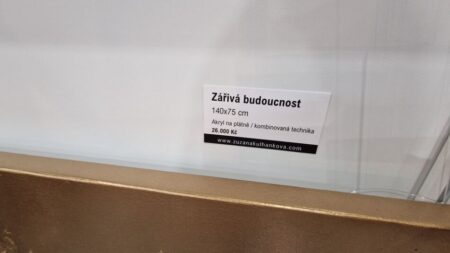 Zářivá budoucnost
140x75 cm
Akryl na plátně / kombinovaná technika
26.000 Kč
www.zuzanakulhankova.com